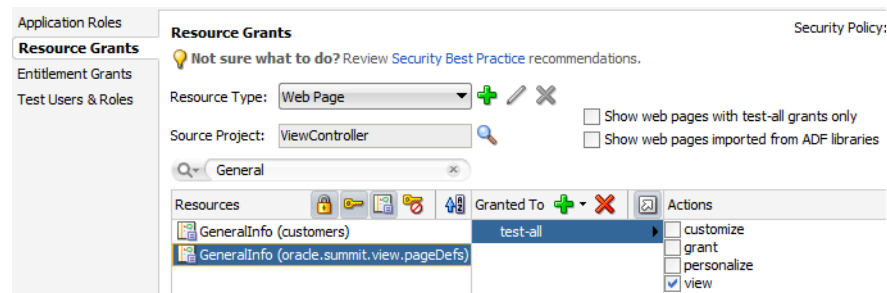 Application Roles
Resource Grants
Entitlement Grants
Test Users & Roles
Resource Grants
Security Policy:
Not sure what to do? Review Security Best Practice recommendations.
Resource Type: Web Page
Show web pages with test-all grants only
Source Project: ViewController
Show web pages imported from ADF libraries
General
Resources Granted To Actions
GeneralInfo (customers) test-all customize
GeneralInfo (oracle.summit.view.pageDefs) grant
personalize
view